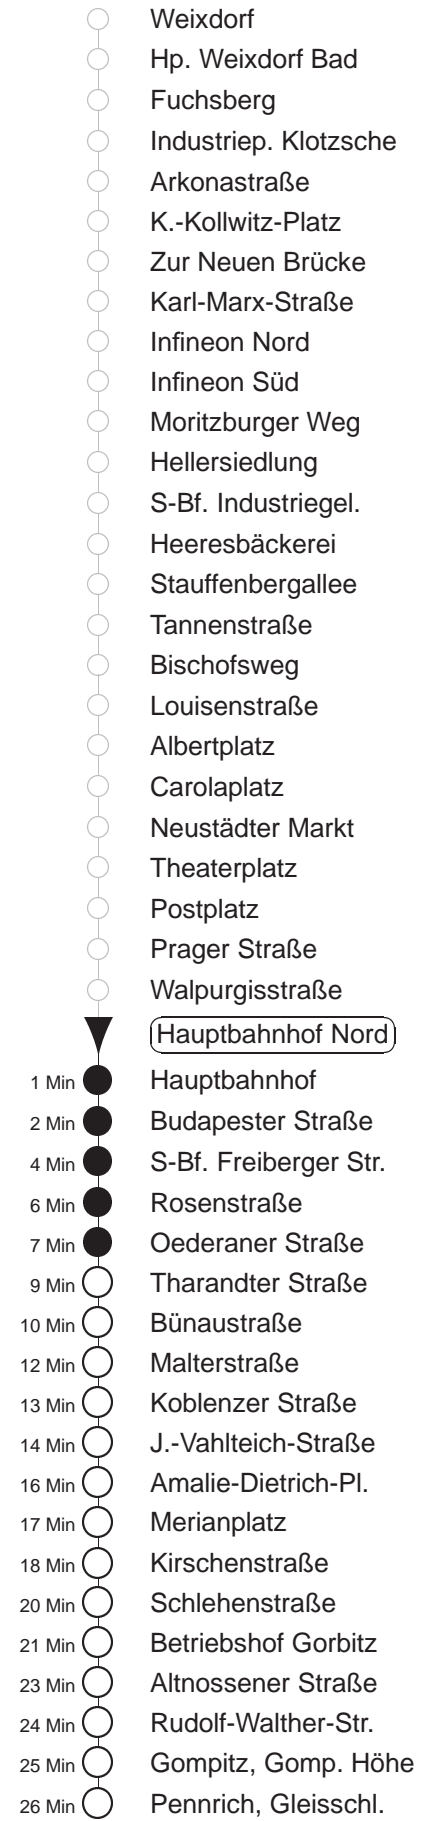 Weixdorf
Hp. Weixdorf Bad
Fuchsberg
Industriep. Klotzsche
Arkonastraße
K.-Kollwitz-Platz
Zur Neuen Brücke
Karl-Marx-Straße
Infineon Nord
Infineon Süd
Moritzburger Weg
Hellersiedlung
S-Bf. Industriegel.
Heeresbäckerei
Stauffenbergallee
Tannenstraße
Bischofsweg
Louisenstraße
Albertplatz
Carolaplatz
Neustädter Markt
Theaterplatz
Postplatz
Prager Straße
Walpurgisstraße
Hauptbahnhof Nord
1 Min Hauptbahnhof
2 Min Budapester Straße
4 Min S-Bf. Freiberger Str.
6 Min Rosenstraße
7 Min Oederaner Straße
9 Min Tharandter Straße
10 Min Bünaustraße
12 Min Malterstraße
13 Min Koblenzer Straße
14 Min J.-Vahlteich-Straße
16 Min Amalie-Dietrich-Pl.
17 Min Merianplatz
18 Min Kirschenstraße
20 Min Schlehenstraße
21 Min Betriebshof Gorbitz
23 Min Altnossener Straße
24 Min Rudolf-Walther-Str.
25 Min Gompitz, Gomp. Höhe
26 Min Pennrich, Gleisschl.